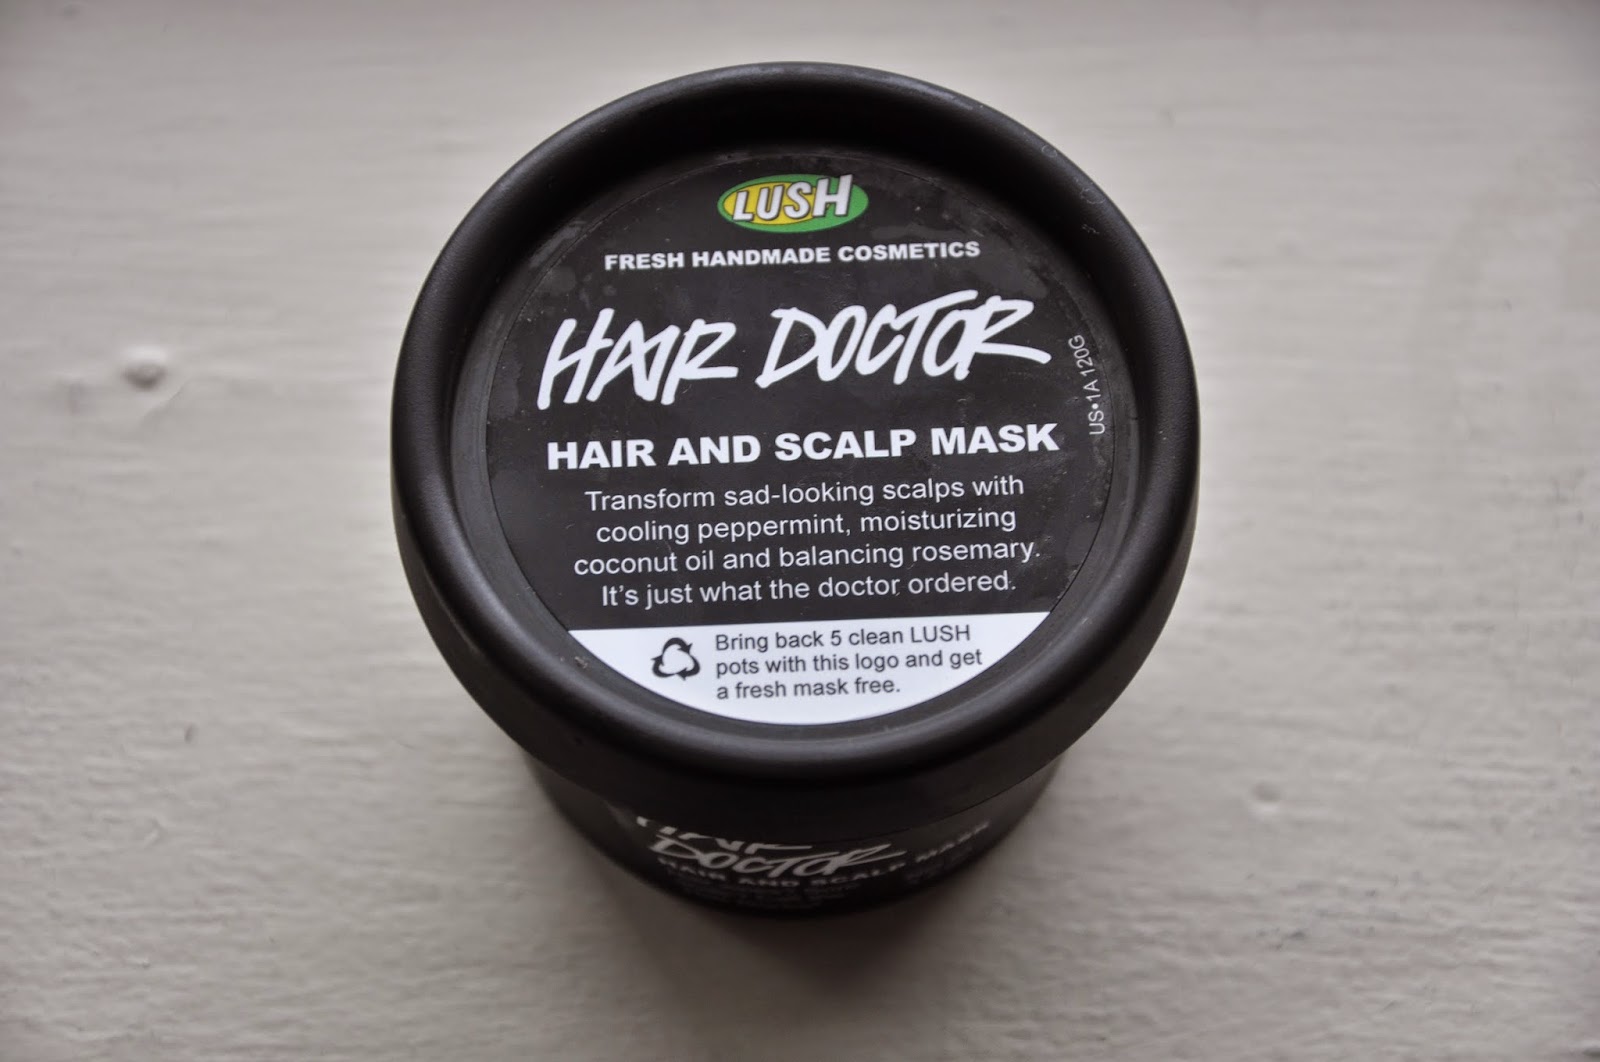 LUSH
FRESH HANDMADE COSMETICS
HAIR DOCTOR
US•1A 120G
HAIR AND SCALP MASK
Transform sad-looking scalps with
cooling peppermint, moisturizing
coconut oil and balancing rosemary.
It's just what the doctor ordered.
Bring back 5 clean LUSH
pots with this logo and get
a fresh mask free.
HAIR
DOCTOR
HAIR AND SCALP MASK